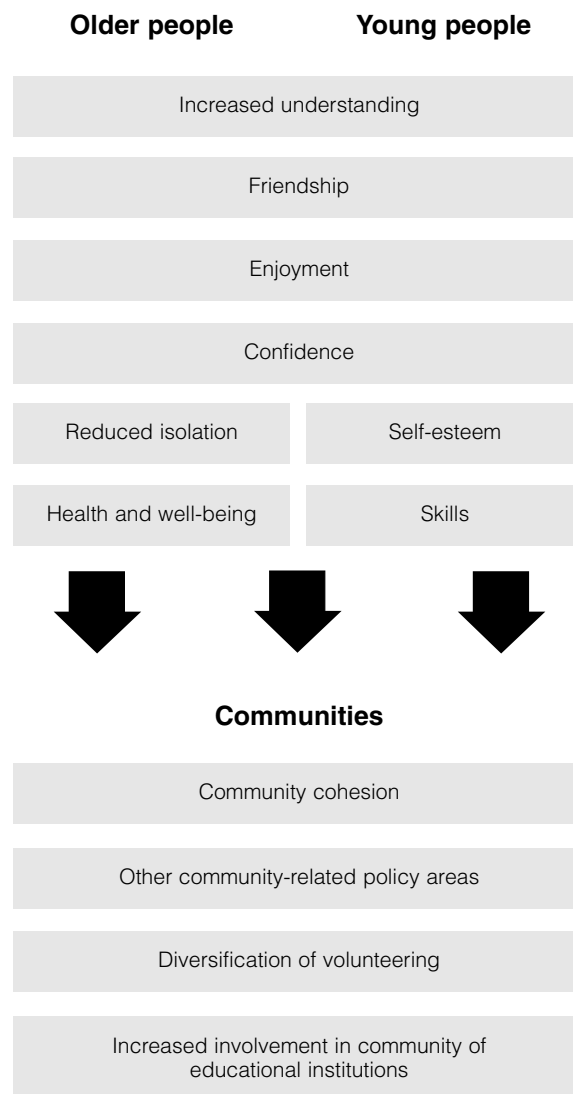 Older people Young people
Increased understanding
Friendship
Enjoyment
Confidence
Reduced isolation Self-esteem
Health and well-being Skills
Communities
Community cohesion
Other community-related policy areas
Diversification of volunteering
Increased involvement in community of
educational institutions